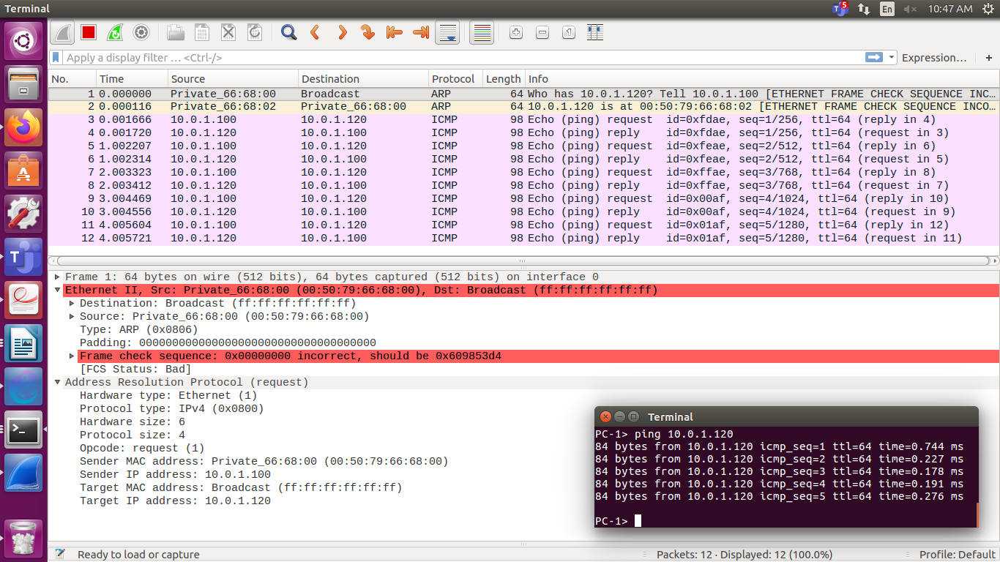 Terminal
5
En
10:47 AM
Apply a display filter … <Ctrl-/>
Expression…
+
No. Time Source Destination Protocol Length Info
1 0.000000 Private_66:68:00 Broadcast ARP 64 Who has 10.0.1.120? Tell 10.0.1.100 [ETHERNET FRAME CHECK SEQUENCE INC…
2 0.000116 Private_66:68:02 Private_66:68:00 ARP 64 10.0.1.120 is at 00:50:79:66:68:02 [ETHERNET FRAME CHECK SEQUENCE INCO…
3 0.001666 10.0.1.100 10.0.1.120 ICMP 98 Echo (ping) request id=0xfdae, seq=1/256, ttl=64 (reply in 4)
4 0.001720 10.0.1.120 10.0.1.100 ICMP 98 Echo (ping) reply id=0xfdae, seq=1/256, ttl=64 (request in 3)
5 1.002207 10.0.1.100 10.0.1.120 ICMP 98 Echo (ping) request id=0xfeae, seq=2/512, ttl=64 (reply in 6)
6 1.002314 10.0.1.120 10.0.1.100 ICMP 98 Echo (ping) reply id=0xfeae, seq=2/512, ttl=64 (request in 5)
7 2.003323 10.0.1.100 10.0.1.120 ICMP 98 Echo (ping) request id=0xffae, seq=3/768, ttl=64 (reply in 8)
8 2.003412 10.0.1.120 10.0.1.100 ICMP 98 Echo (ping) reply id=0xffae, seq=3/768, ttl=64 (request in 7)
9 3.004469 10.0.1.100 10.0.1.120 ICMP 98 Echo (ping) request id=0x00af, seq=4/1024, ttl=64 (reply in 10)
10 3.004556 10.0.1.120 10.0.1.100 ICMP 98 Echo (ping) reply id=0x00af, seq=4/1024, ttl=64 (request in 9)
11 4.005604 10.0.1.100 10.0.1.120 ICMP 98 Echo (ping) request id=0x01af, seq=5/1280, ttl=64 (reply in 12)
12 4.005721 10.0.1.120 10.0.1.100 ICMP 98 Echo (ping) reply id=0x01af, seq=5/1280, ttl=64 (request in 11)
Frame 1: 64 bytes on wire (512 bits), 64 bytes captured (512 bits) on interface 0
Ethernet II, Src: Private_66:68:00 (00:50:79:66:68:00), Dst: Broadcast (ff:ff:ff:ff:ff:ff)
Destination: Broadcast (ff:ff:ff:ff:ff:ff)
Source: Private_66:68:00 (00:50:79:66:68:00)
Type: ARP (0x0806)
Padding: 000000000000000000000000000000000000
Frame check sequence: 0x00000000 incorrect, should be 0x609853d4
[FCS Status: Bad]
Address Resolution Protocol (request)
Hardware type: Ethernet (1)
Protocol type: IPv4 (0x0800)
Hardware size: 6
Protocol size: 4
Opcode: request (1)
Sender MAC address: Private_66:68:00 (00:50:79:66:68:00)
Sender IP address: 10.0.1.100
Target MAC address: Broadcast (ff:ff:ff:ff:ff:ff)
Target IP address: 10.0.1.120
Terminal
PC-1> ping 10.0.1.120
84 bytes from 10.0.1.120 icmp_seq=1 ttl=64 time=0.744 ms
84 bytes from 10.0.1.120 icmp_seq=2 ttl=64 time=0.227 ms
84 bytes from 10.0.1.120 icmp_seq=3 ttl=64 time=0.178 ms
84 bytes from 10.0.1.120 icmp_seq=4 ttl=64 time=0.191 ms
84 bytes from 10.0.1.120 icmp_seq=5 ttl=64 time=0.276 ms
PC-1>
Ready to load or capture
Packets: 12 · Displayed: 12 (100.0%)
Profile: Default